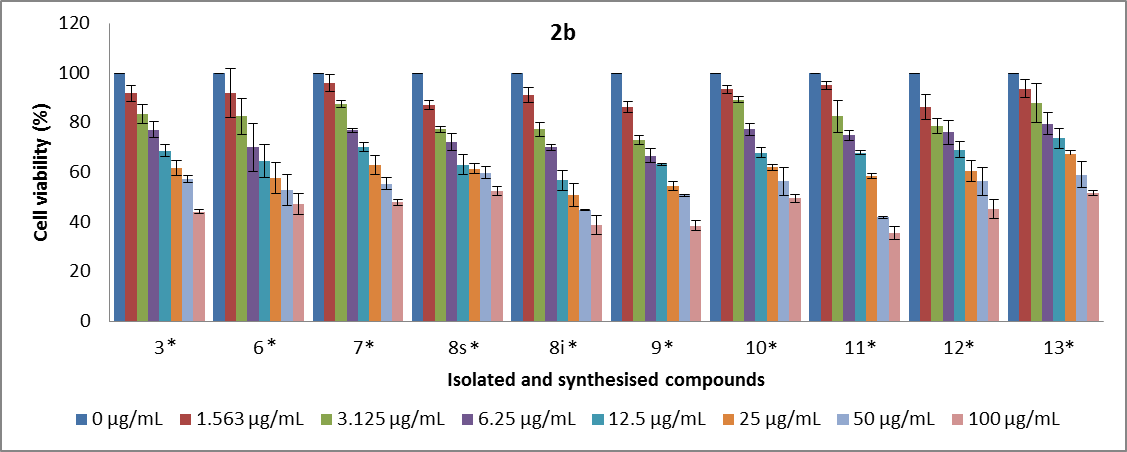 2b
120
100
80
60
40
20
0
Cell viability (%)
3* 6* 7* 8s* 8i* 9* 10* 11* 12* 13*
Isolated and synthesised compounds
0 µg/mL 1.563 µg/mL 3.125 µg/mL 6.25 µg/mL 12.5 µg/mL 25 µg/mL 50 µg/mL 100 µg/mL